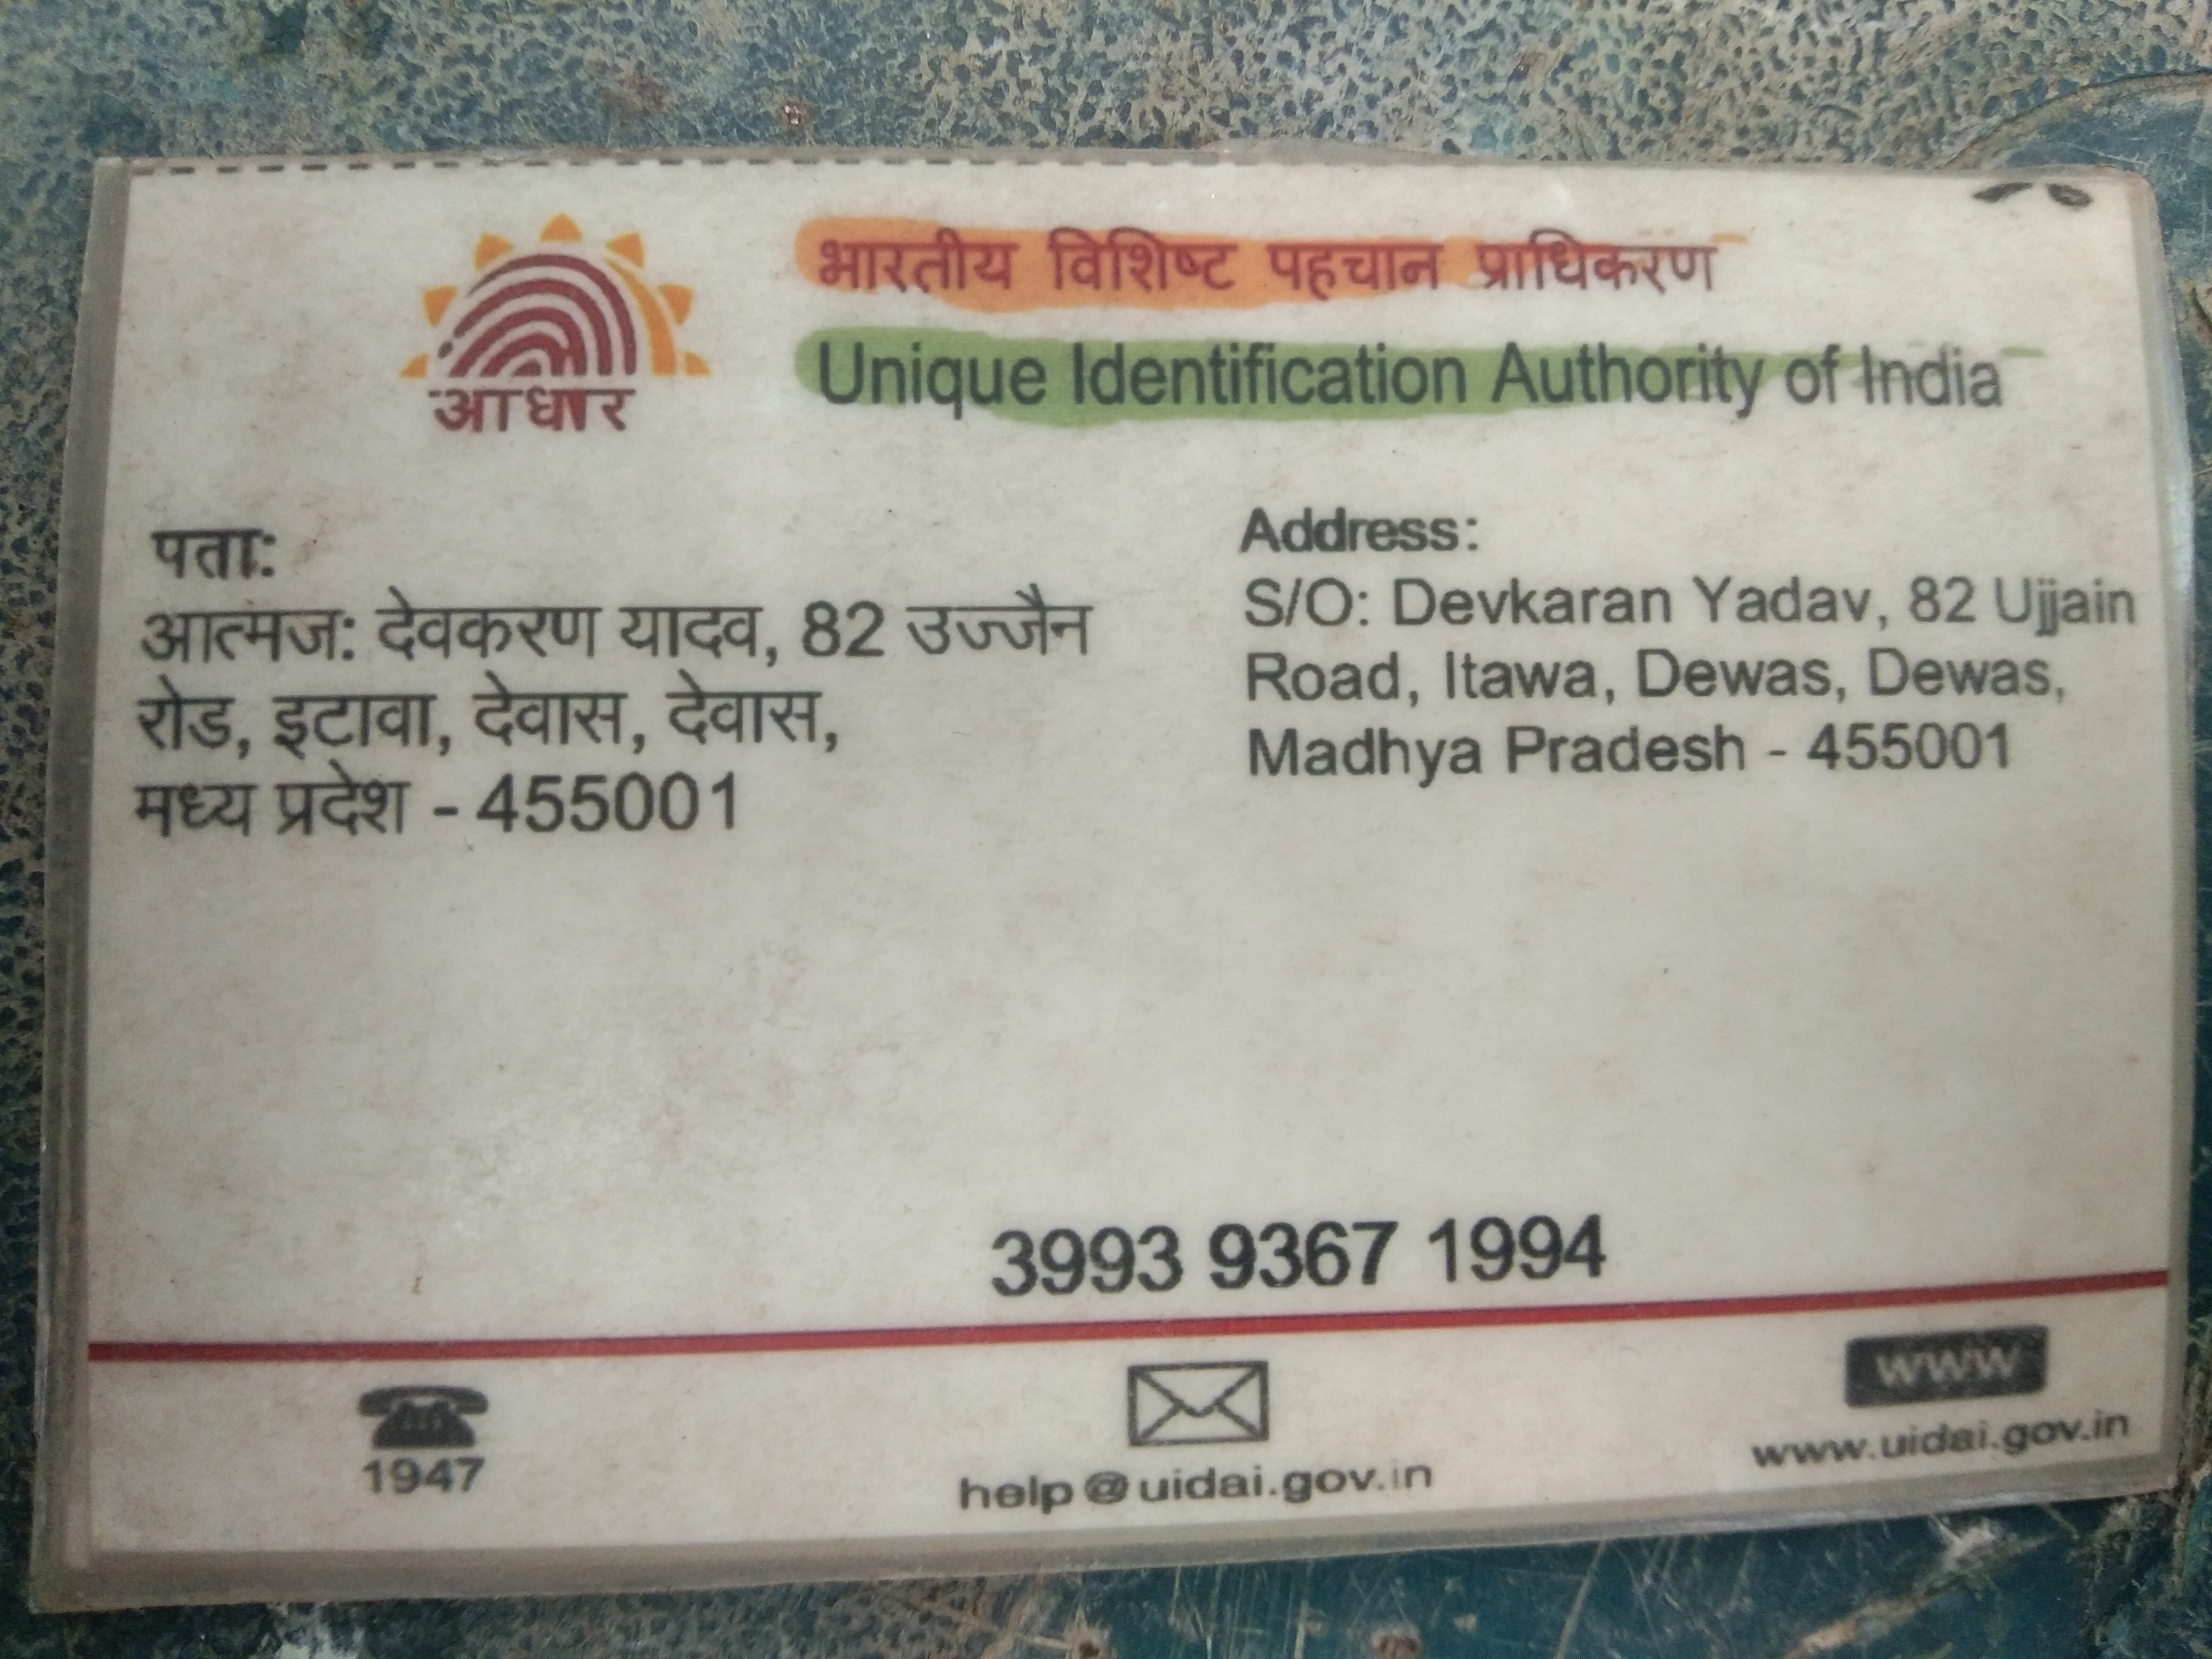 भारतीय विशिष्ट पहचान प्राधिकरण
Unique Identification Authority of India
आधार
पता:
आत्मज: देवकरण यादव, 82 उज्जैन
रोड, इटावा, देवास, देवास,
मध्य प्रदेश - 455001
Address:
S/O: Devkaran Yadav, 82 Ujjain
Road, Itawa, Dewas, Dewas,
Madhya Pradesh - 455001
3993 9367 1994
1947
help@uidai.gov.in
www
www.uidai.gov.in